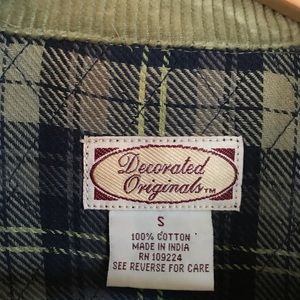 Decorated
Originals™
S
100% COTTON
MADE IN INDIA
RN 109224
SEE REVERSE FOR CARE